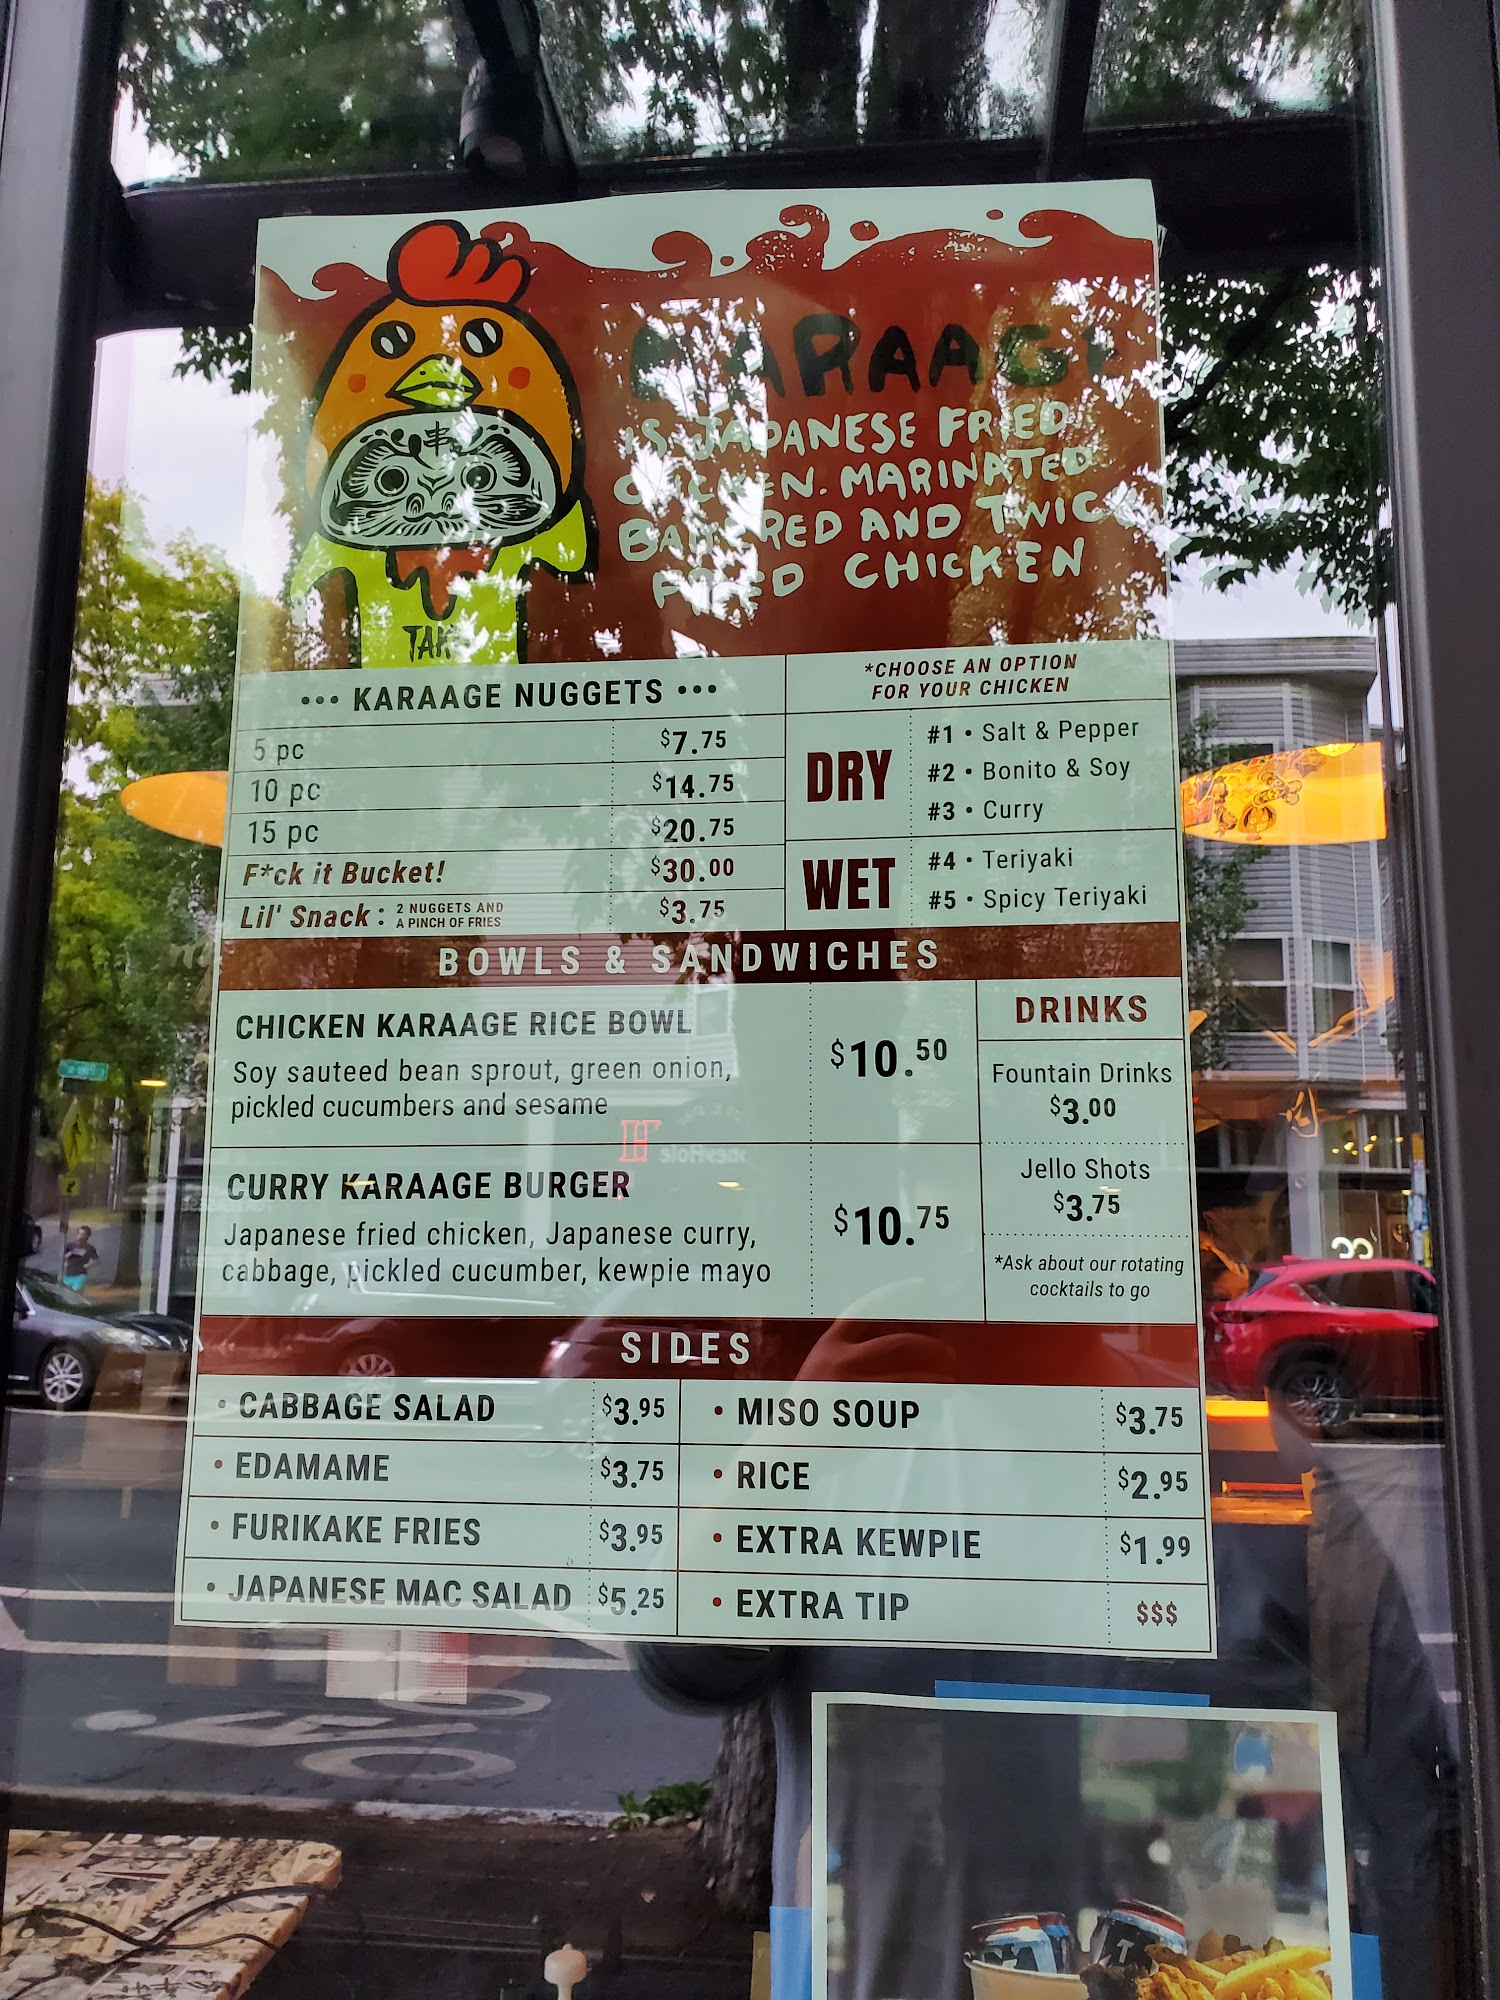 KARAAGE
IS JAPANESE FRIED
CHICKEN. MARINATED
BATTERED AND TWICE
FRIED CHICKEN
串
••• KARAAGE NUGGETS •••
5 pc $7.75
10 pc $14.75
15 pc $20.75
F*ck it Bucket! $30.00
Lil' Snack : 2 NUGGETS AND A PINCH OF FRIES $3.75
*CHOOSE AN OPTION
FOR YOUR CHICKEN
DRY
#1 • Salt & Pepper
#2 • Bonito & Soy
#3 • Curry
WET
#4 • Teriyaki
#5 • Spicy Teriyaki
BOWLS & SANDWICHES
CHICKEN KARAAGE RICE BOWL
Soy sauteed bean sprout, green onion,
pickled cucumbers and sesame
$10.50
CURRY KARAAGE BURGER
Japanese fried chicken, Japanese curry,
cabbage, pickled cucumber, kewpie mayo
$10.75
DRINKS
Fountain Drinks
$3.00
Jello Shots
$3.75
*Ask about our rotating
cocktails to go
SIDES
• CABBAGE SALAD $3.95
• EDAMAME $3.75
• FURIKAKE FRIES $3.95
• JAPANESE MAC SALAD $5.25
• MISO SOUP $3.75
• RICE $2.95
• EXTRA KEWPIE $1.99
• EXTRA TIP $$$